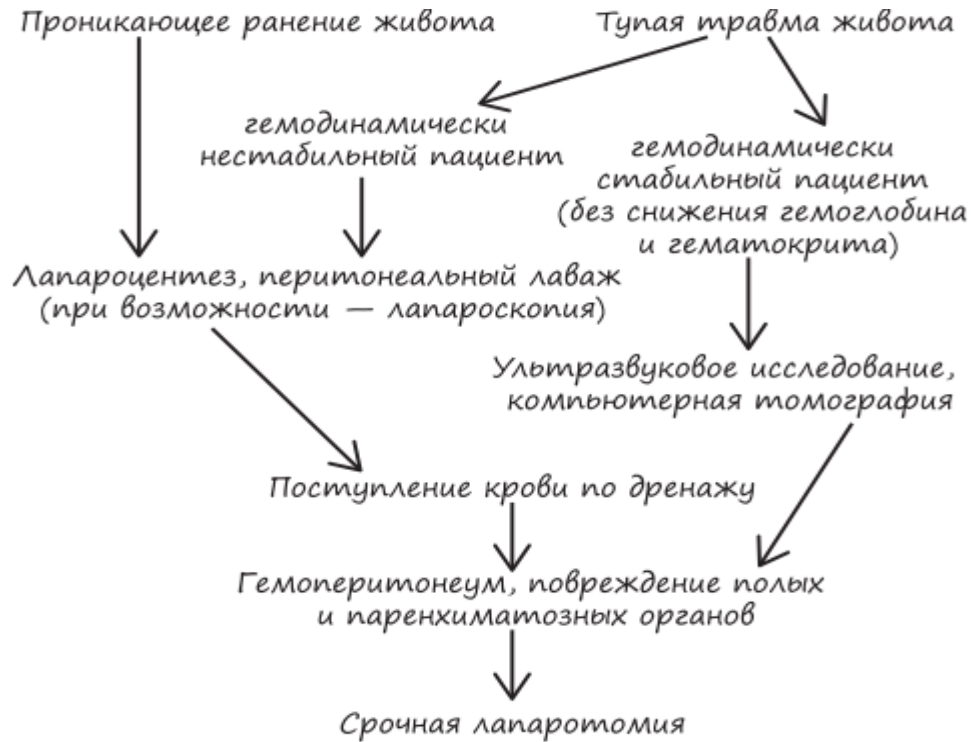 Проникающее ранение живота
Тупая травма живота
гемодинамически
нестабильный пациент
гемодинамически
стабильный пациент
(без снижения гемоглобина
и гематокрита)
Лапароцентез, перитонеальный лаваж
(при возможности — лапароскопия)
Ультразвуковое исследование,
компьютерная томография
Поступление крови по дренажу
Гемоперитонеум, повреждение полых
и паренхиматозных органов
Срочная лапаротомия